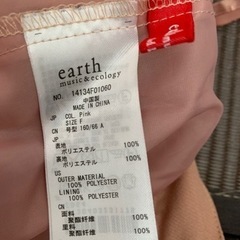 earth
music&ecology
NO. 14134F01060
中国製
MADE IN CHINA
JP COL. Pink
SIZE F
CN 号型 160/66 A
JP
表地
ポリエステル 100%
裏地
ポリエステル 100%
US
OUTER MATERIAL
100% POLYESTER
LINING
100% POLYESTER
CN
面料
聚酯纤维 100%
里料
聚酯纤维 100%